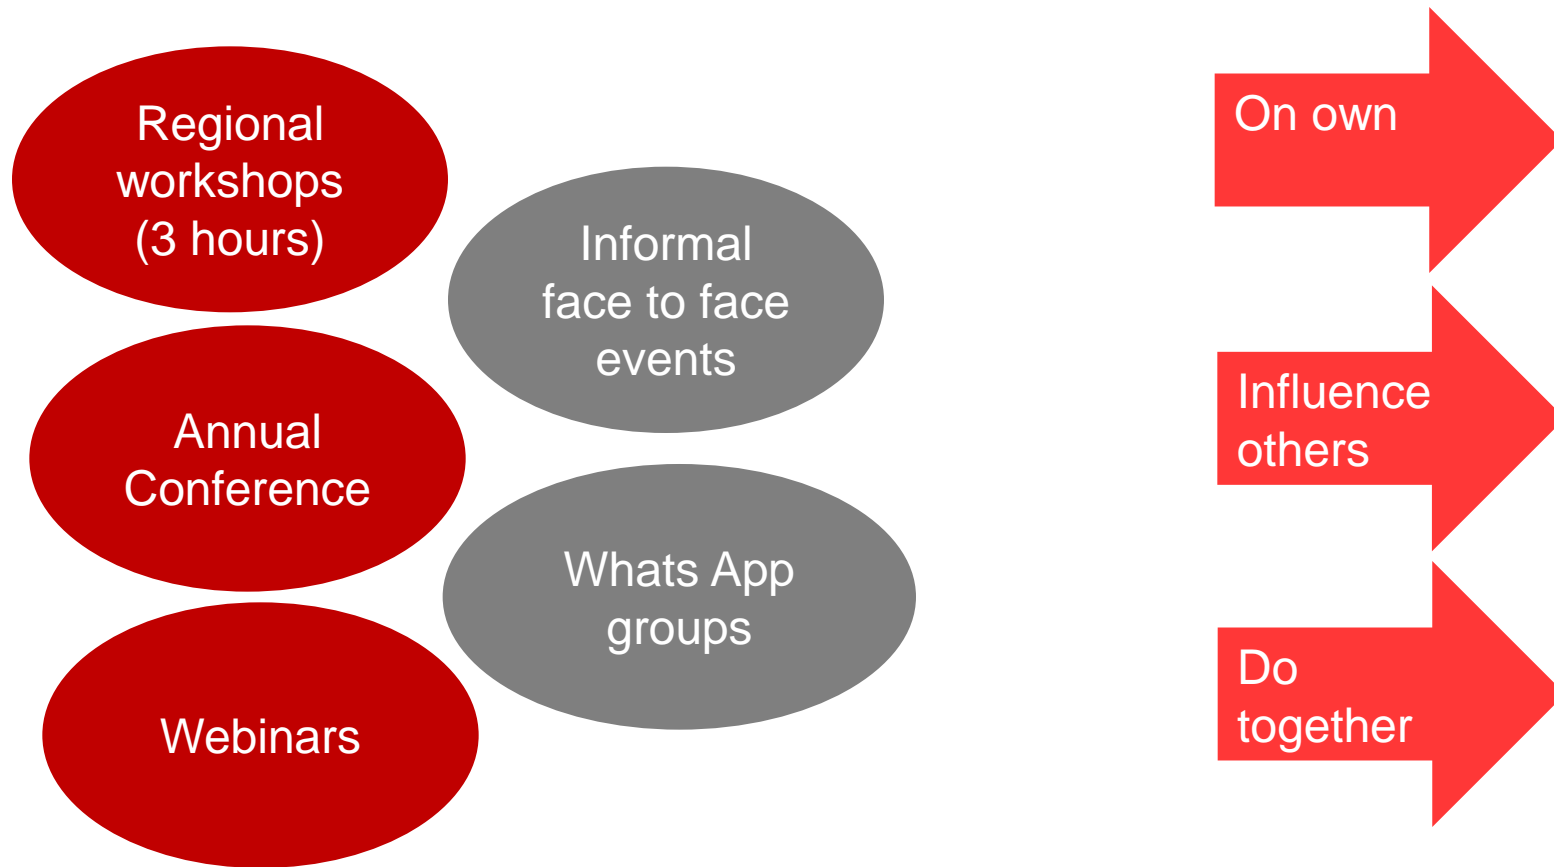 Regional
workshops
(3 hours)
Annual
Conference
Webinars
Informal
face to face
events
Whats App
groups
On own
Influence
others
Do
together